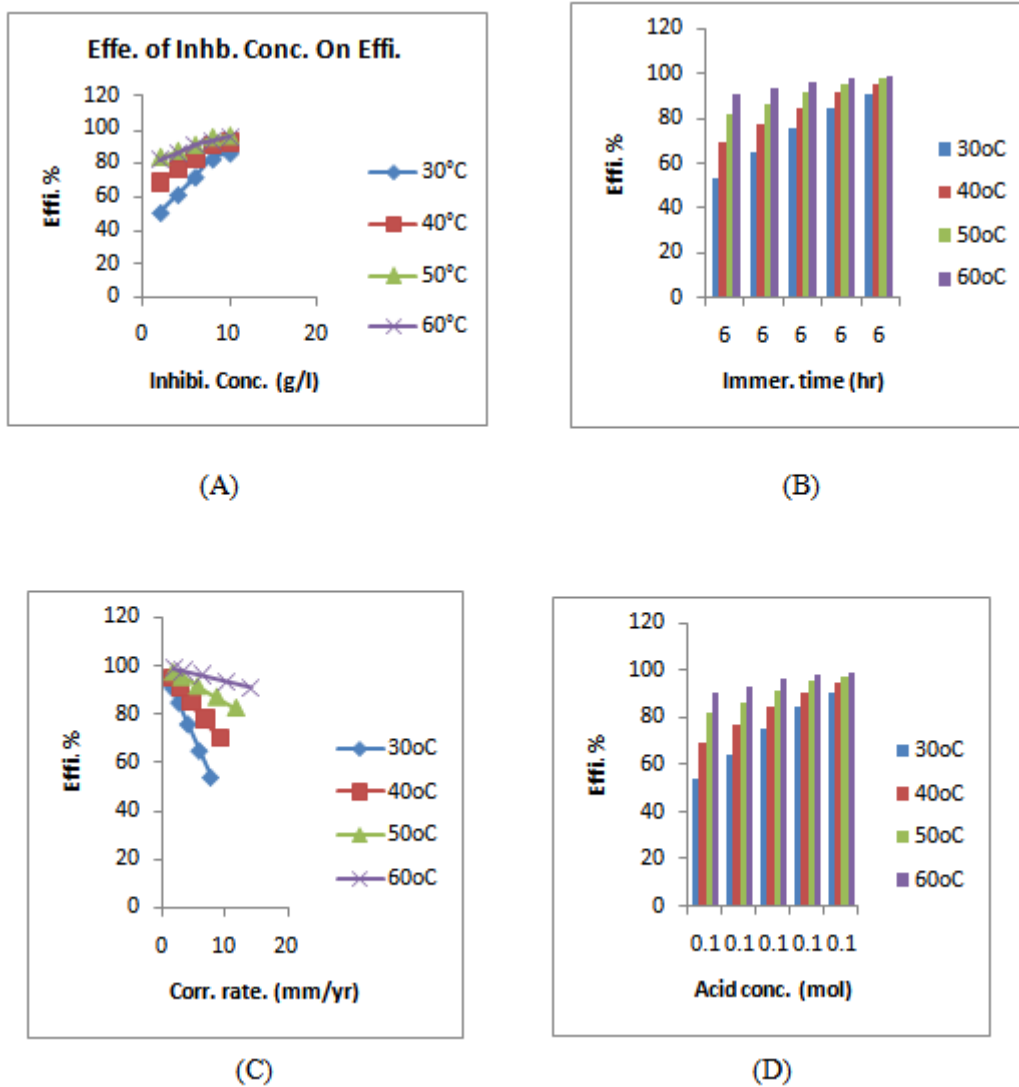 Effe. of Inhb. Conc. On Effi.
120
100
80
60
40
20
0
Effi. %
0 10 20
Inhibi. Conc. (g/l)
30°C
40°C
50°C
60°C
(A)
120
100
80
60
40
20
0
Effi. %
6 6 6 6 6
Immer. time (hr)
30oC
40oC
50oC
60oC
(B)
120
100
80
60
40
20
0
Effi. %
0 10 20
Corr. rate. (mm/yr)
30oC
40oC
50oC
60oC
(C)
120
100
80
60
40
20
0
Effi. %
0.1 0.1 0.1 0.1 0.1
Acid conc. (mol)
30oC
40oC
50oC
60oC
(D)